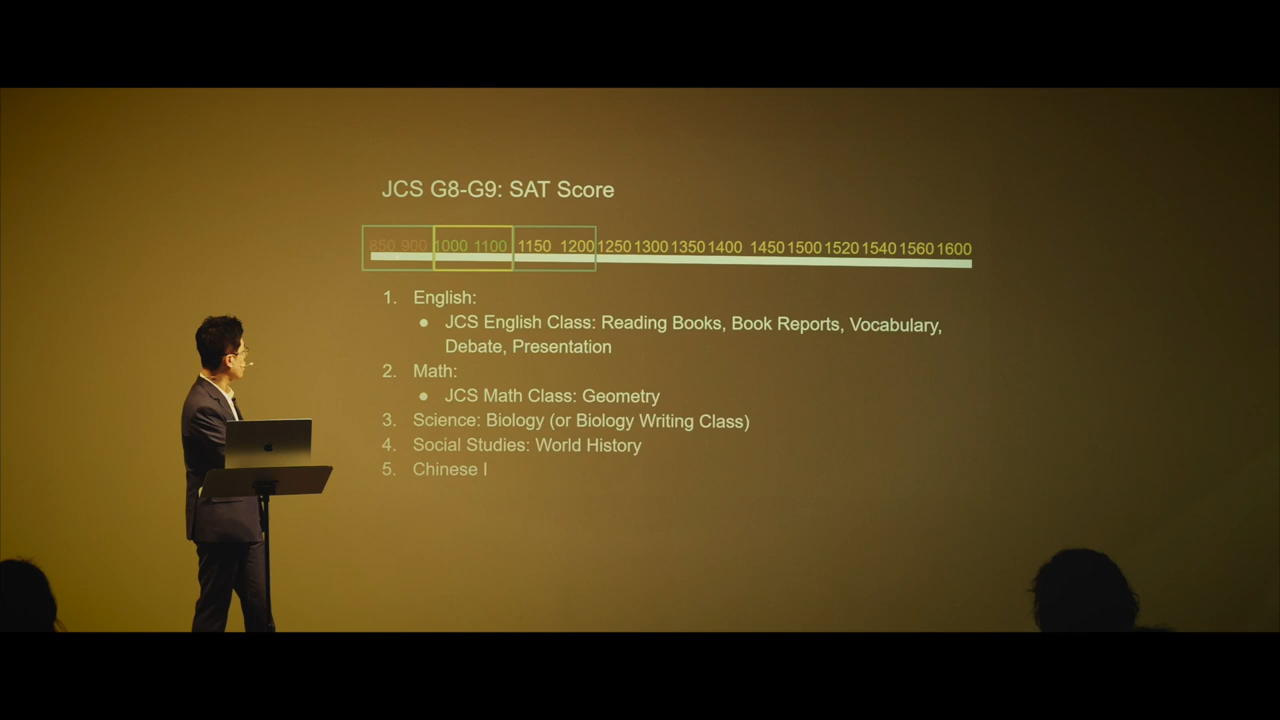 JCS G8-G9: SAT Score
850 900 1000 1100 1150 1200 1250 1300 1350 1400 1450 1500 1520 1540 1560 1600
1. English:
● JCS English Class: Reading Books, Book Reports, Vocabulary,
Debate, Presentation
2. Math:
● JCS Math Class: Geometry
3. Science: Biology (or Biology Writing Class)
4. Social Studies: World History
5. Chinese I